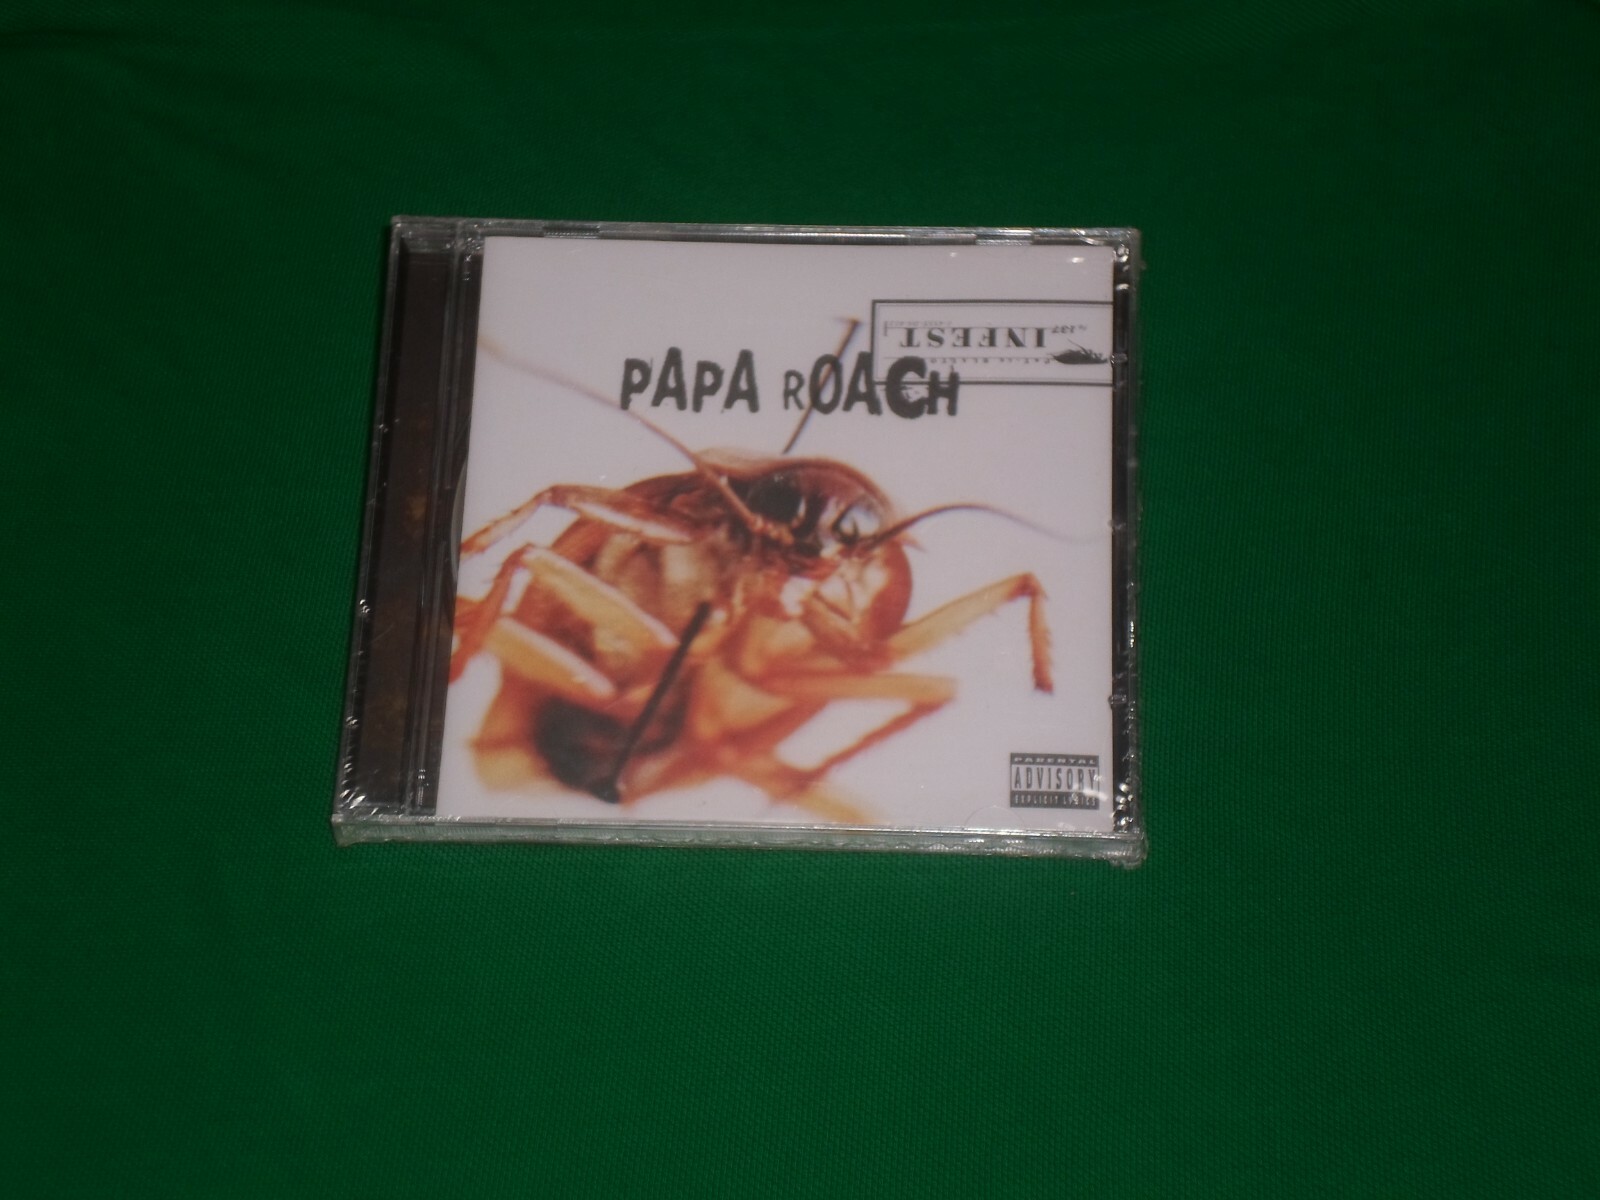 INFEST
PAPA ROACH
PARENTAL
ADVISORY
EXPLICIT LYRICS